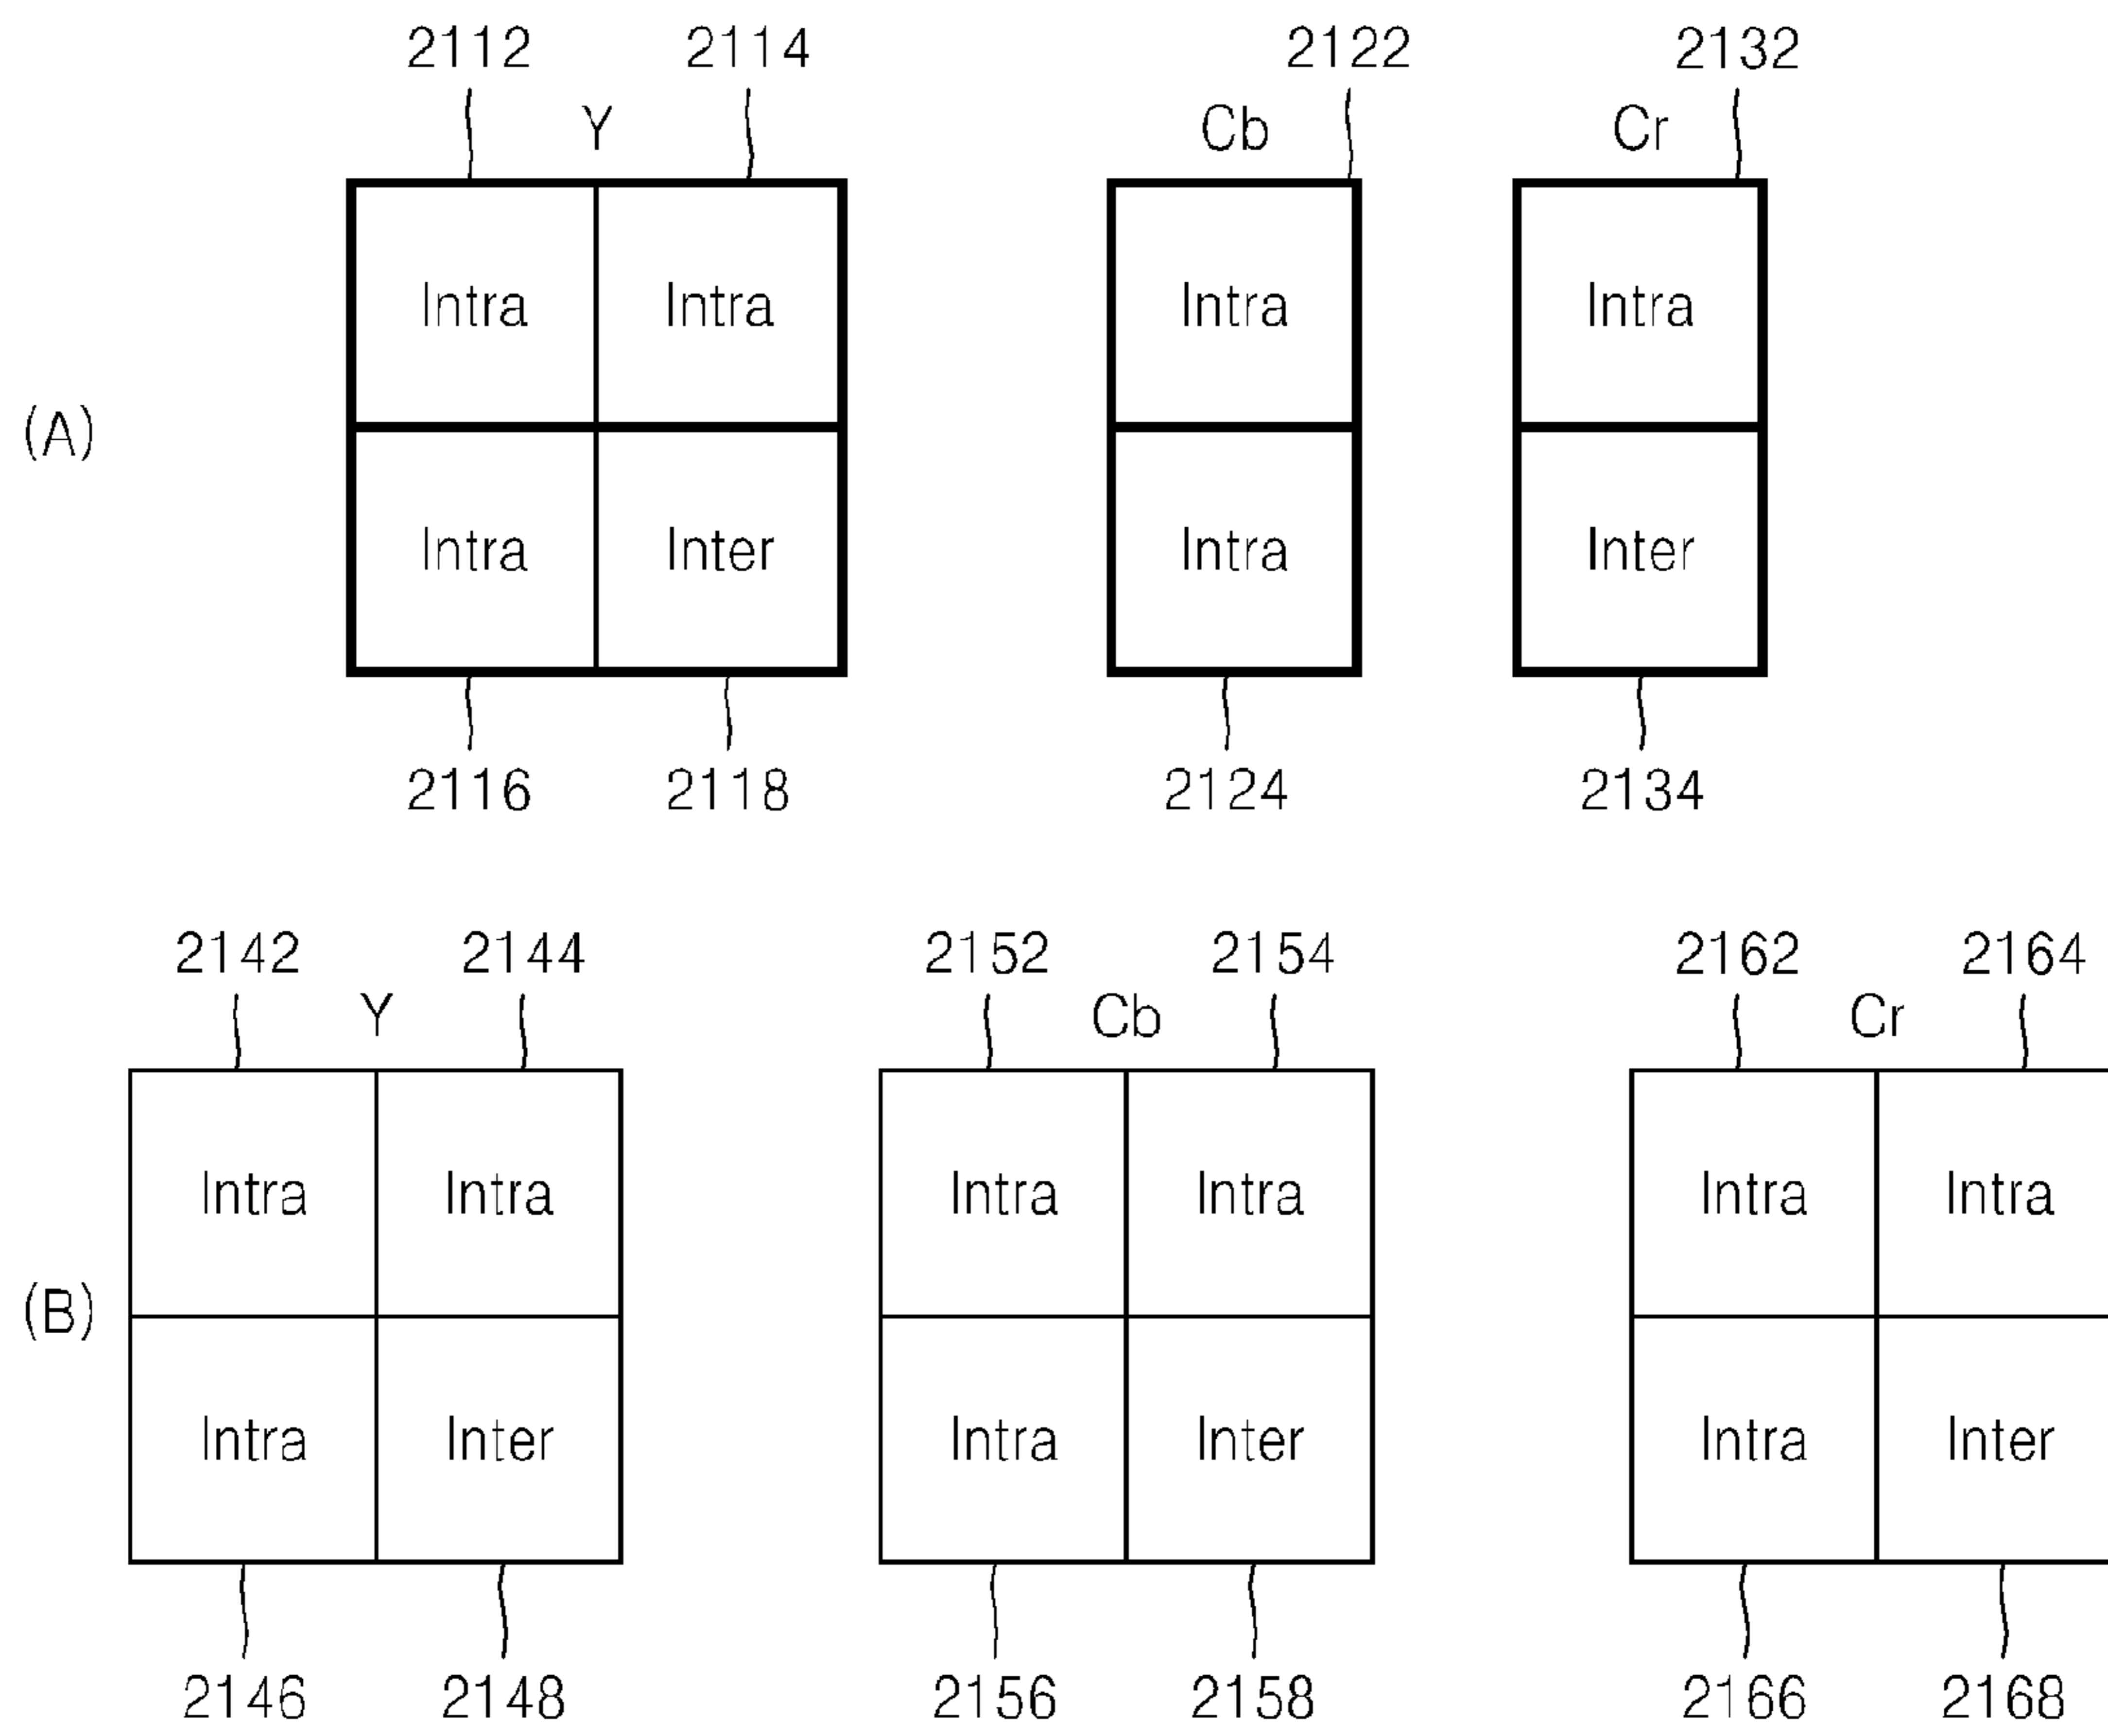 2112 2114 2122 2132
Y Cb Cr
Intra Intra Intra Intra
(A)
Intra Inter Intra Inter
2116 2118 2124 2134
2142 2144 2152 2154 2162 2164
Y Cb Cr
Intra Intra Intra Intra Intra Intra
(B)
Intra Inter Intra Inter Intra Inter
2146 2148 2156 2158 2166 2168